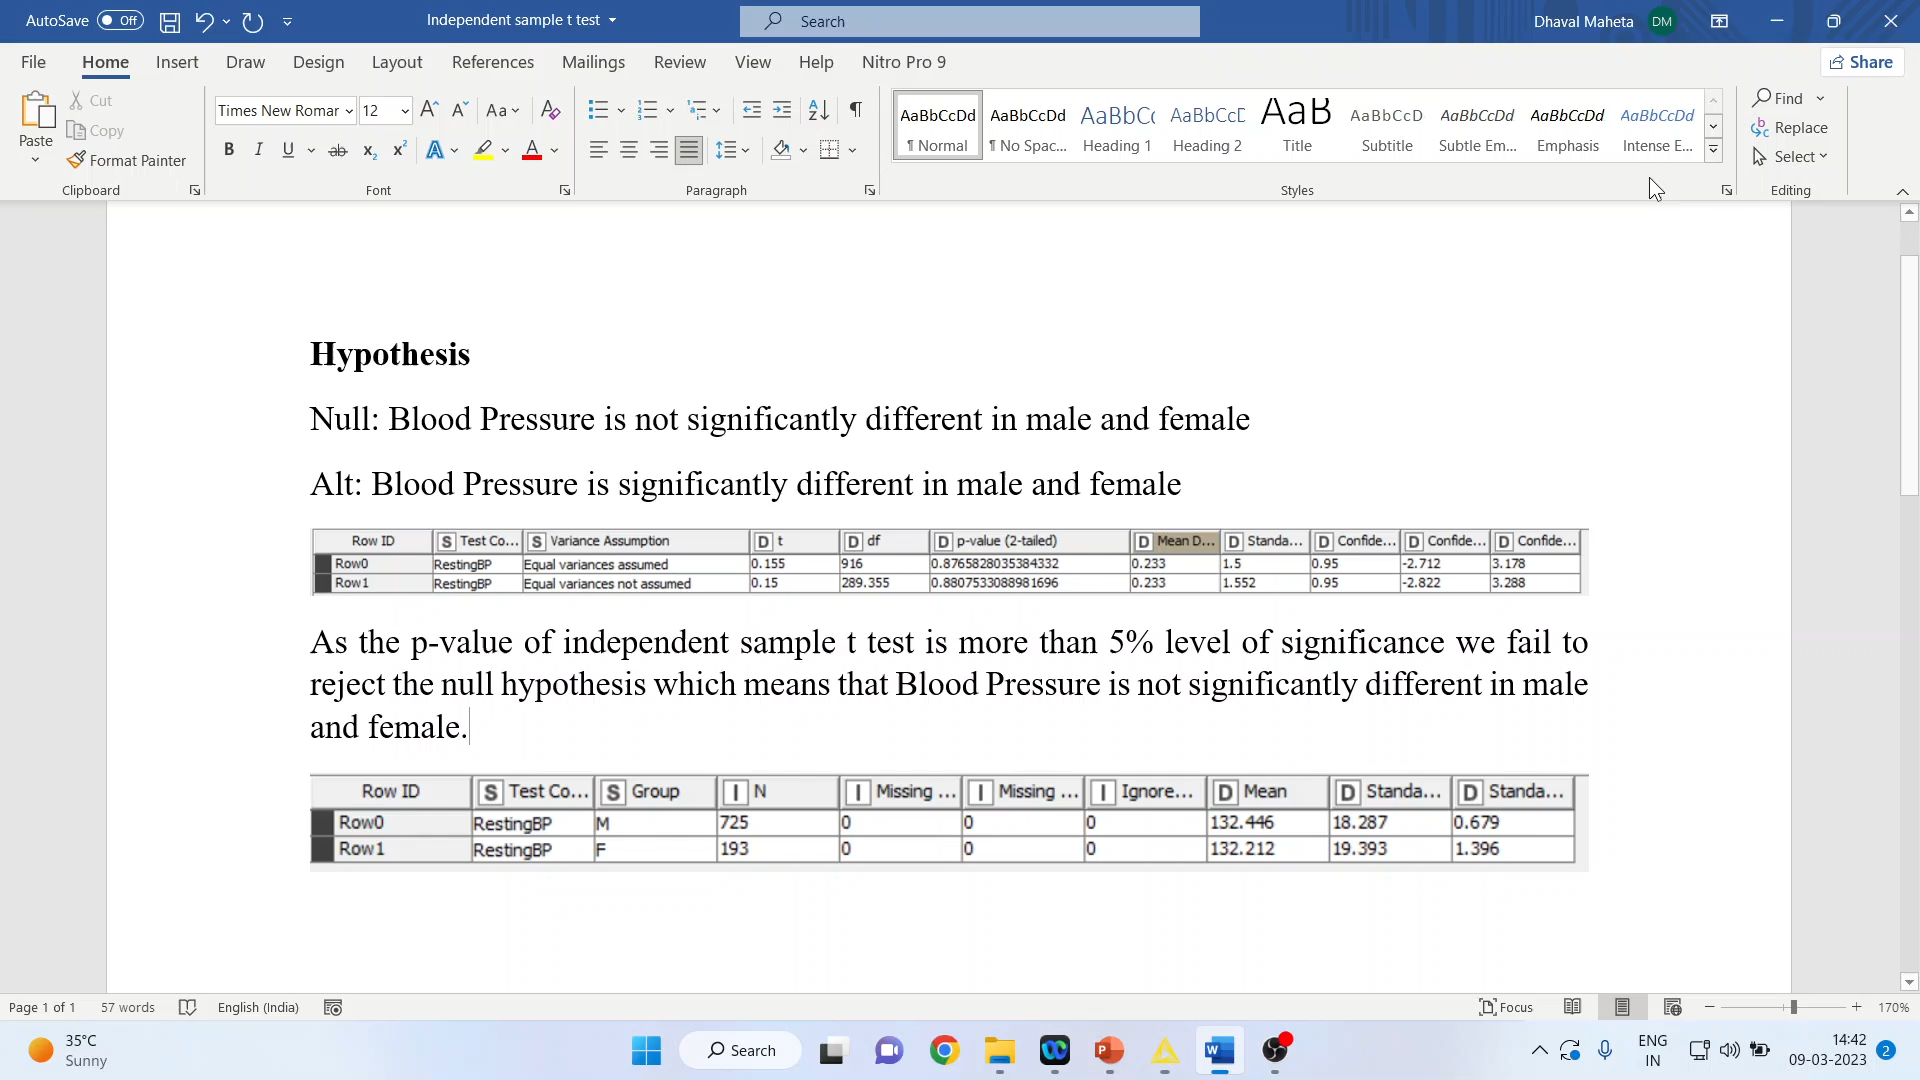 AutoSave Off Independent sample t test Search Dhaval Maheta DM
File Home Insert Draw Design Layout References Mailings Review View Help Nitro Pro 9 Share
Paste Cut Copy Format Painter
Clipboard
Times New Romar 12
Font
Paragraph
AaBbCcDd AaBbCcDd AaBbC AaBbCcD AaB AaBbCcD AaBbCcDd AaBbCcDd AaBbCcDd
¶ Normal ¶ No Spac... Heading 1 Heading 2 Title Subtitle Subtle Em... Emphasis Intense E...
Styles
Find
Replace
Select
Editing
Hypothesis
Null: Blood Pressure is not significantly different in male and female
Alt: Blood Pressure is significantly different in male and female
Row ID S Test Co... S Variance Assumption D t D df D p-value (2-tailed) D Mean D... D Standa... D Confide... D Confide... D Confide...
Row0 RestingBP Equal variances assumed 0.155 916 0.8765828035384332 0.233 1.5 0.95 -2.712 3.178
Row1 RestingBP Equal variances not assumed 0.15 289.355 0.8807533088981696 0.233 1.552 0.95 -2.822 3.288
As the p-value of independent sample t test is more than 5% level of significance we fail to
reject the null hypothesis which means that Blood Pressure is not significantly different in male
and female.
Row ID S Test Co... S Group I N I Missing ... I Missing ... I Ignore... D Mean D Standa... D Standa...
Row0 RestingBP M 725 0 0 0 132.446 18.287 0.679
Row1 RestingBP F 193 0 0 0 132.212 19.393 1.396
Page 1 of 1 57 words English (India) Focus 170%
35°C
Sunny
Search
ENG
IN
14:42
09-03-2023 2